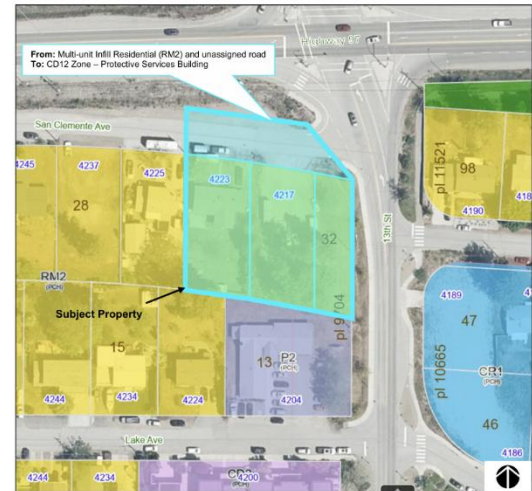 From: Multi-unit Infill Residential (RM2) and unassigned road
To: CD12 Zone – Protective Services Building
Highway 97
San Clemente Ave
4245
4237
4225
4223
4217
28
32
13th St
pl 11521
98
4190
418
RM2
(PCH)
pl 9704
Subject Property
4189
47
15
13
P2
(PCH)
pl 10665
CR1
(PCH)
4244
4234
4224
4204
46
4186
Lake Ave
4244
4234
4200